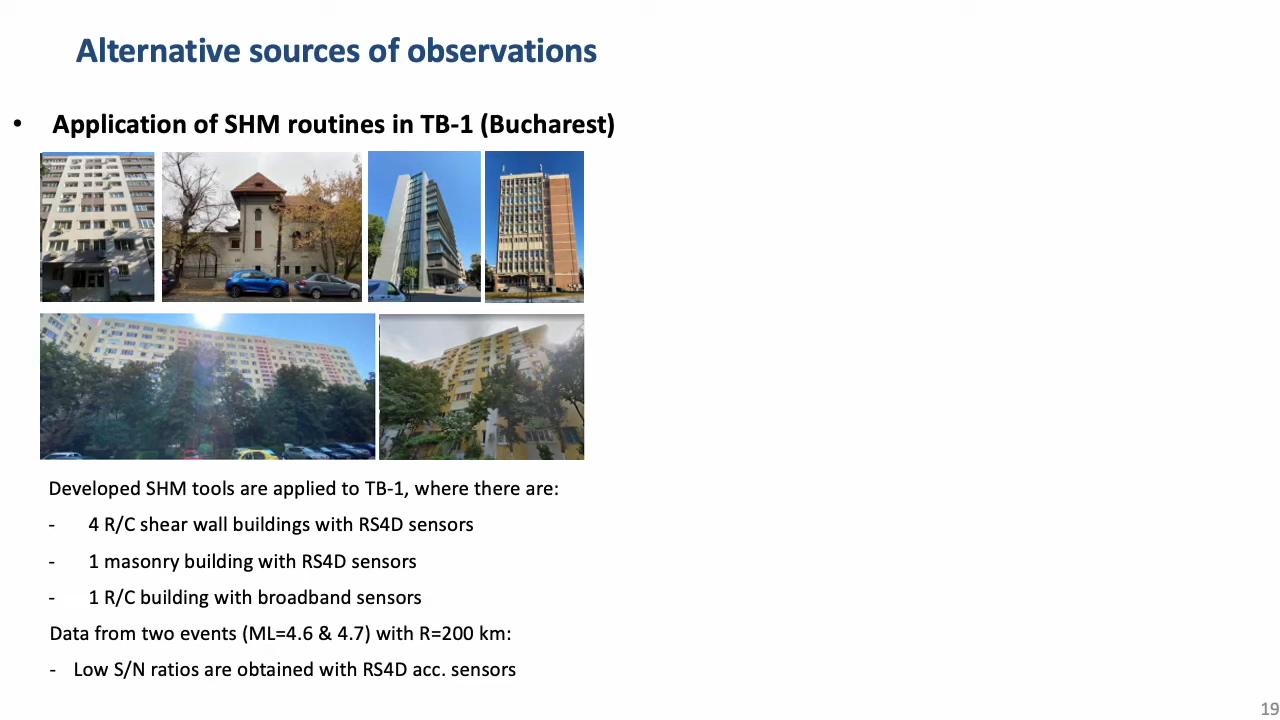 Alternative sources of observations
• Application of SHM routines in TB-1 (Bucharest)
Developed SHM tools are applied to TB-1, where there are:
- 4 R/C shear wall buildings with RS4D sensors
- 1 masonry building with RS4D sensors
- 1 R/C building with broadband sensors
Data from two events (ML=4.6 & 4.7) with R=200 km:
- Low S/N ratios are obtained with RS4D acc. sensors
19